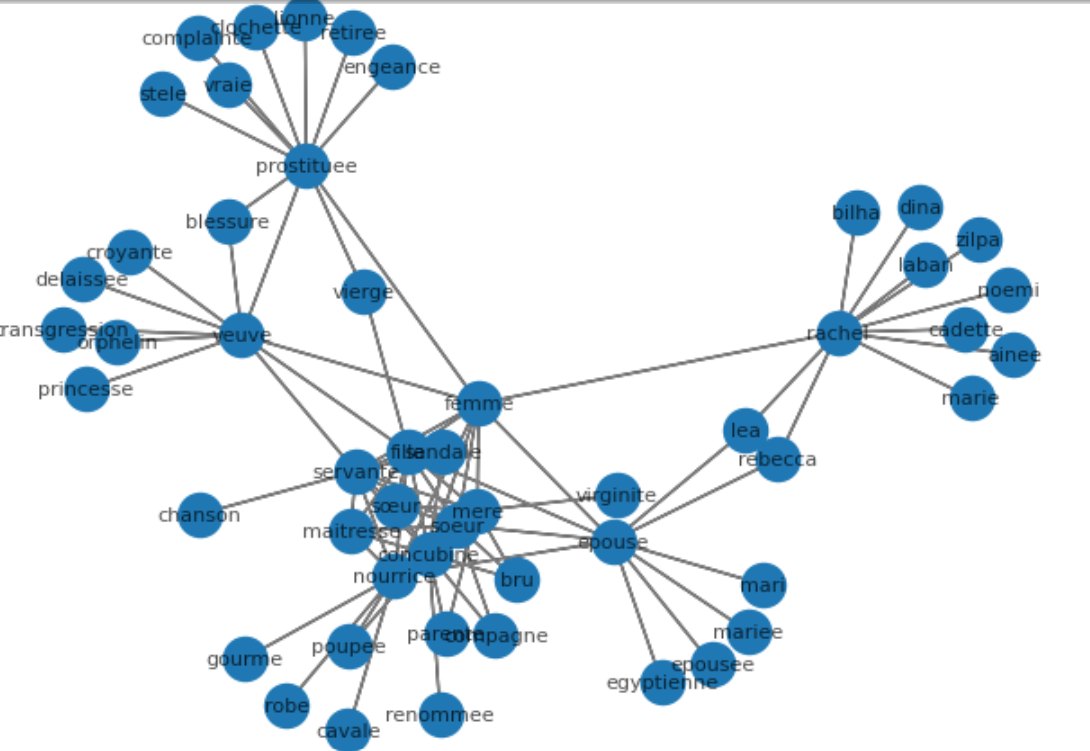 lionne
clochette
retiree
complainte
engeance
vraie
stele
prostituee
blessure
bilha
dina
zilpa
croyante
laban
delaissee
noemi
vierge
transgression
orphelin
veuve
rachel
cadette
ainee
princesse
marie
femme
lea
fille
sandale
rebecca
servante
virginite
sœur
mere
chanson
maitresse
soeur
epouse
concubine
nourrice
bru
mari
parente
compagne
mariee
poupee
gourme
epousee
egyptienne
robe
renommee
cavale